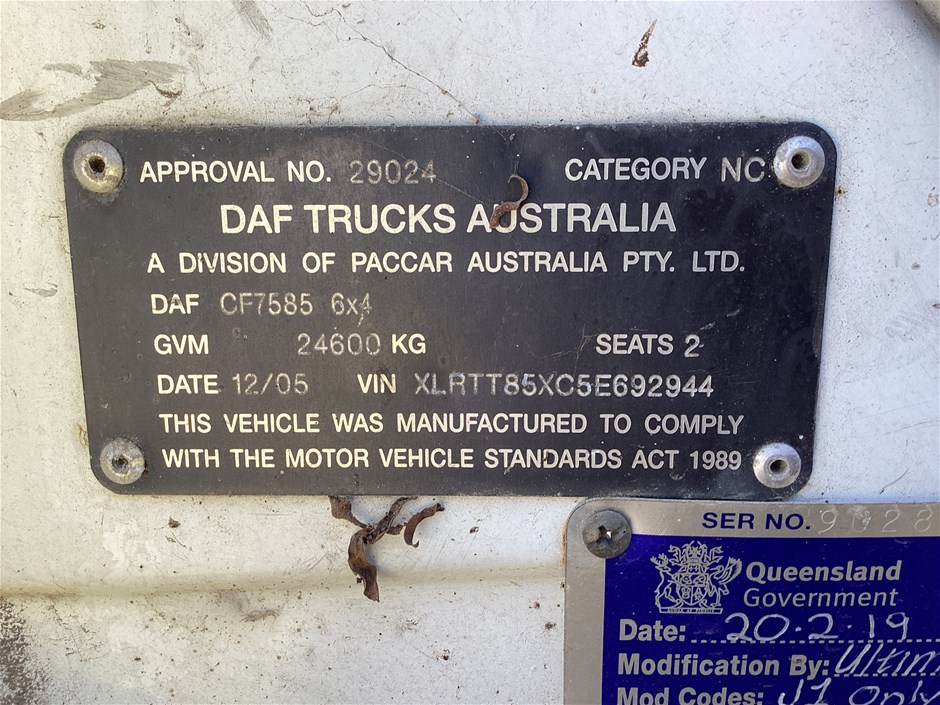 APPROVAL NO. 29024 CATEGORY NC
DAF TRUCKS AUSTRALIA
A DIVISION OF PACCAR AUSTRALIA PTY. LTD.
DAF CF7585 6x4
GVM 24600 KG SEATS 2
DATE 12/05 VIN XLRTT85XC5E692944
THIS VEHICLE WAS MANUFACTURED TO COMPLY
WITH THE MOTOR VEHICLE STANDARDS ACT 1989
SER NO.
Queensland
Government
Date: 20.2.19
Modification By:
Mod Codes: J1 only